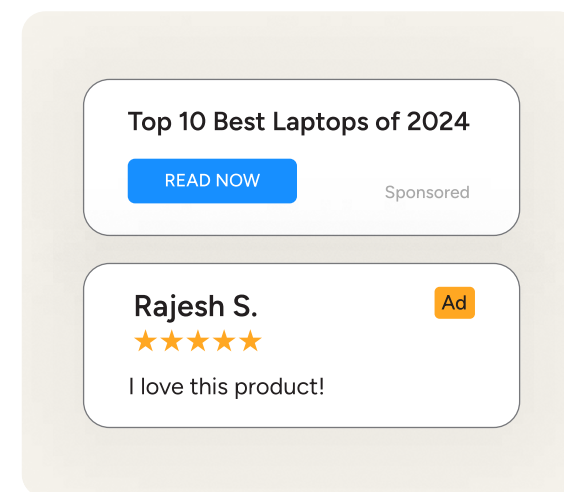 Top 10 Best Laptops of 2024
READ NOW
Sponsored
Rajesh S.
Ad
★★★★★
I love this product!